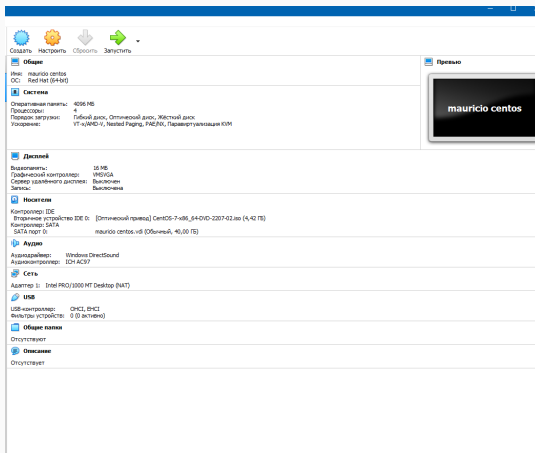 Создать Настроить Сбросить Запустить
Общие
Имя: mauricio centos
ОС: Red Hat (64-bit)
Система
Оперативная память: 4096 МБ
Процессоры: 4
Порядок загрузки: Гибкий диск, Оптический диск, Жёсткий диск
Ускорение: VT-x/AMD-V, Nested Paging, PAE/NX, Паравиртуализация KVM
Превью
mauricio centos
Дисплей
Видеопамять: 16 МБ
Графический контроллер: VMSVGA
Сервер удалённого дисплея: Выключен
Запись: Выключена
Носители
Контроллер: IDE
Вторичное устройство IDE 0: [Оптический привод] CentOS-7-x86_64-DVD-2207-02.iso (4,42 ГБ)
Контроллер: SATA
SATA порт 0: mauricio centos.vdi (Обычный, 40,00 ГБ)
Аудио
Аудиодрайвер: Windows DirectSound
Аудиоконтроллер: ICH AC97
Сеть
Адаптер 1: Intel PRO/1000 MT Desktop (NAT)
USB
USB-контроллер: OHCI, EHCI
Фильтры устройств: 0 (0 активно)
Общие папки
Отсутствуют
Описание
Отсутствует